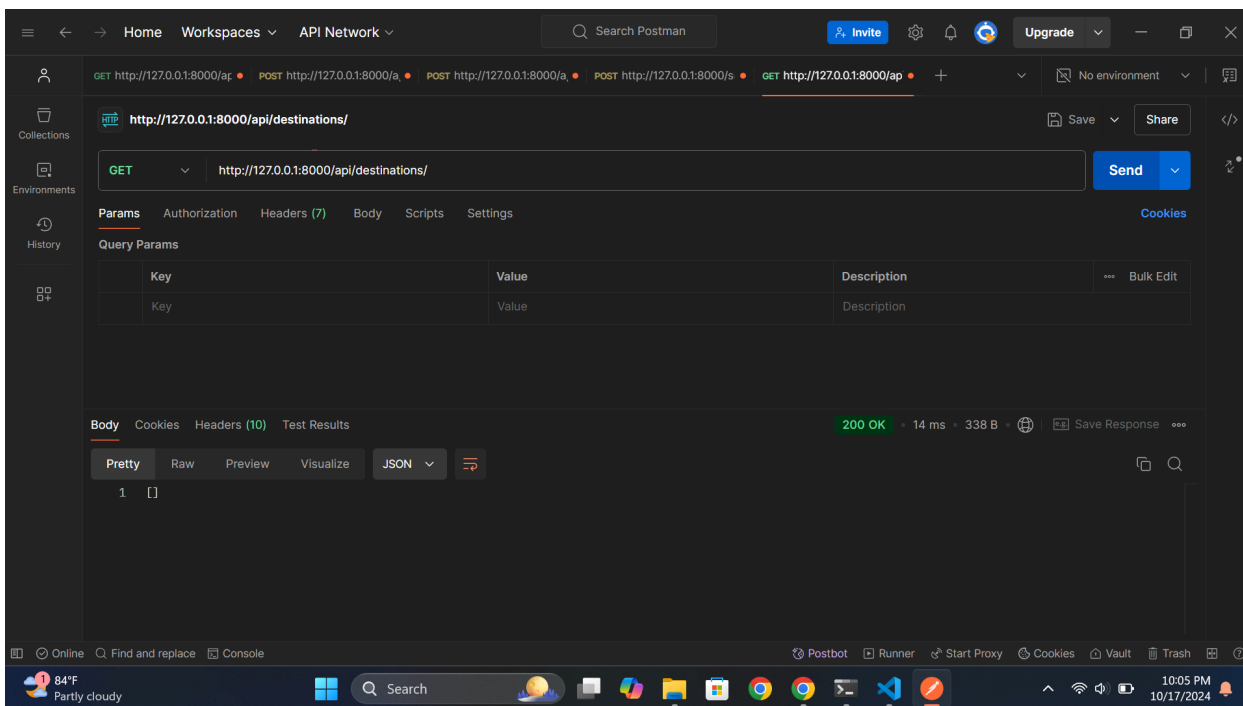 Home Workspaces API Network Search Postman Invite Upgrade
GET http://127.0.0.1:8000/ap POST http://127.0.0.1:8000/a POST http://127.0.0.1:8000/a POST http://127.0.0.1:8000/s GET http://127.0.0.1:8000/ap No environment
HTTP http://127.0.0.1:8000/api/destinations/ Save Share
Collections
GET http://127.0.0.1:8000/api/destinations/ Send
Environments
Params Authorization Headers (7) Body Scripts Settings Cookies
History
Query Params
Key Value Description Bulk Edit
Key Value Description
Body Cookies Headers (10) Test Results 200 OK 14 ms 338 B Save Response
Pretty Raw Preview Visualize JSON
1 []
Online Find and replace Console Postbot Runner Start Proxy Cookies Vault Trash
1 84°F
Partly cloudy
Search
10:05 PM
10/17/2024